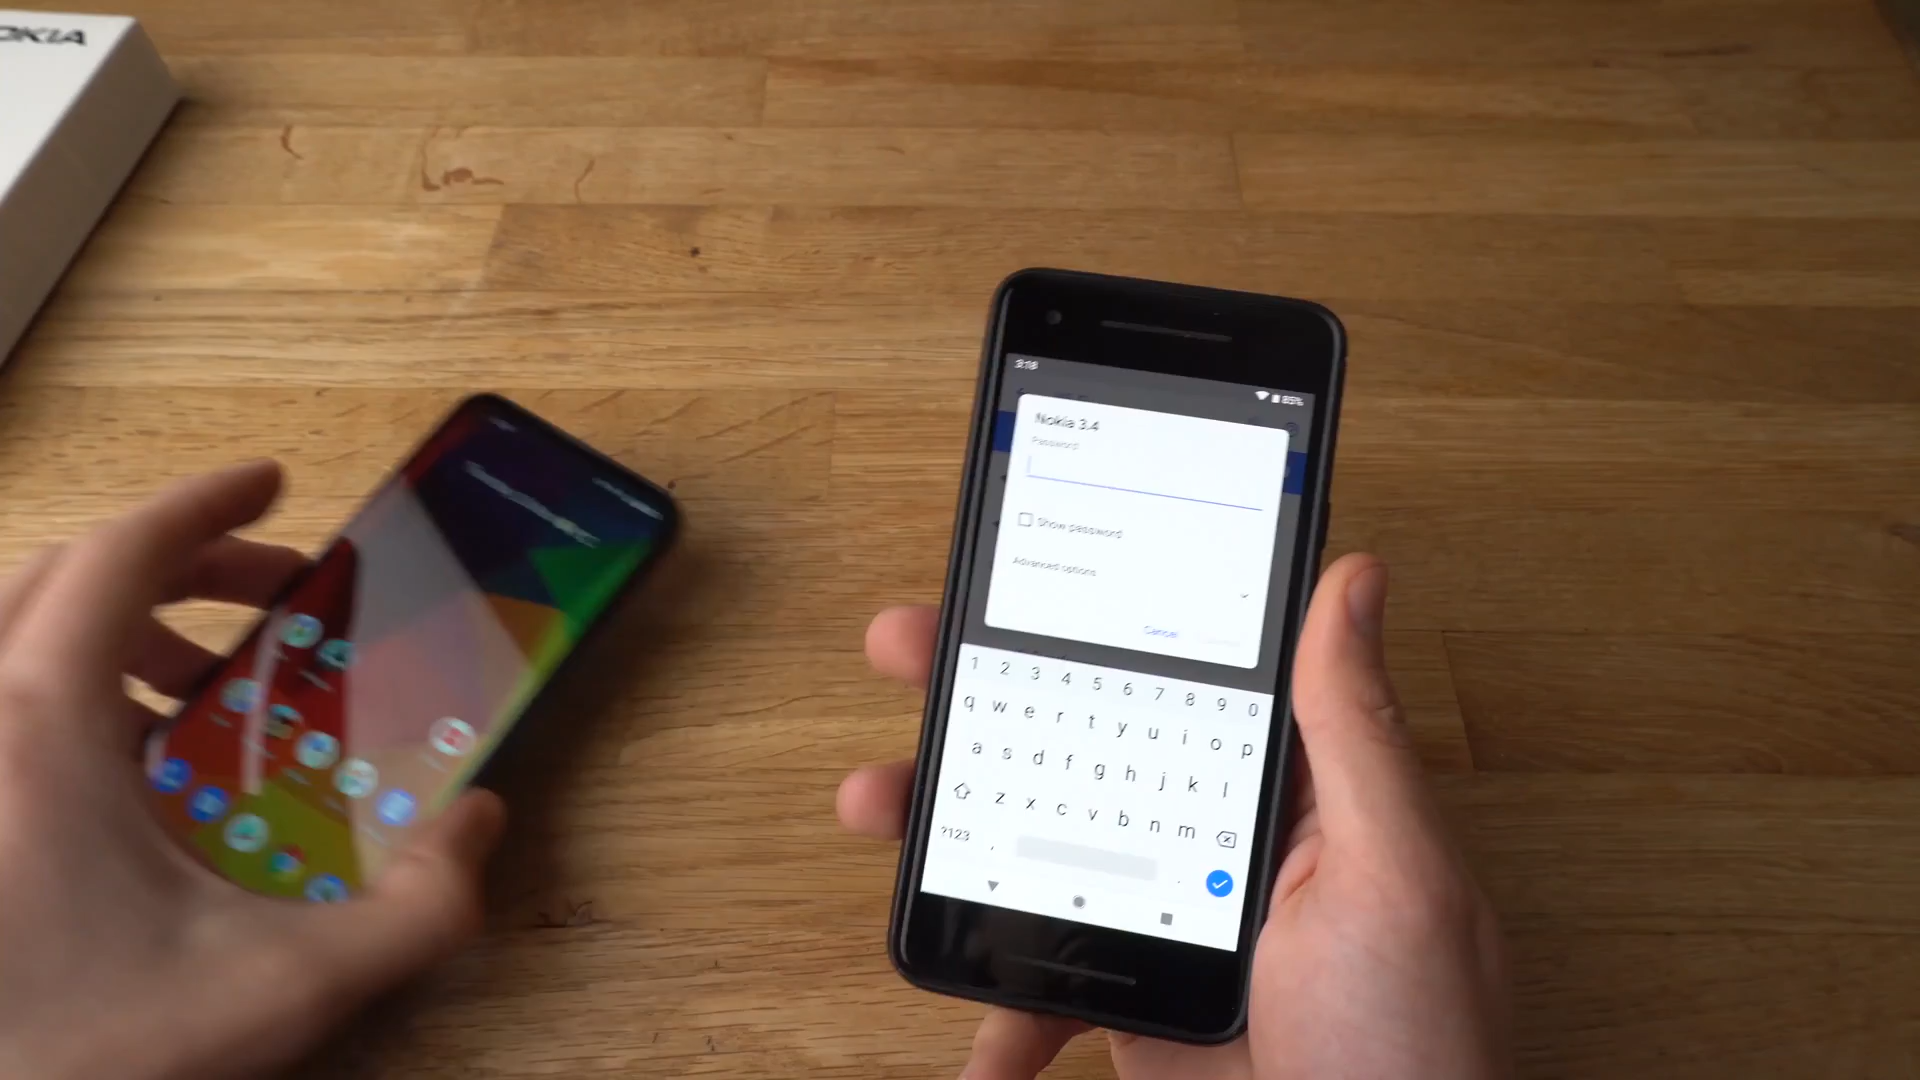 OKIA
3:18
85%
Nokia 3.4
Password
Show password
Advanced options
Cancel
1 2 3 4 5 6 7 8 9 0
q w e r t y u i o p
a s d f g h j k l
z x c v b n m
?123 , .